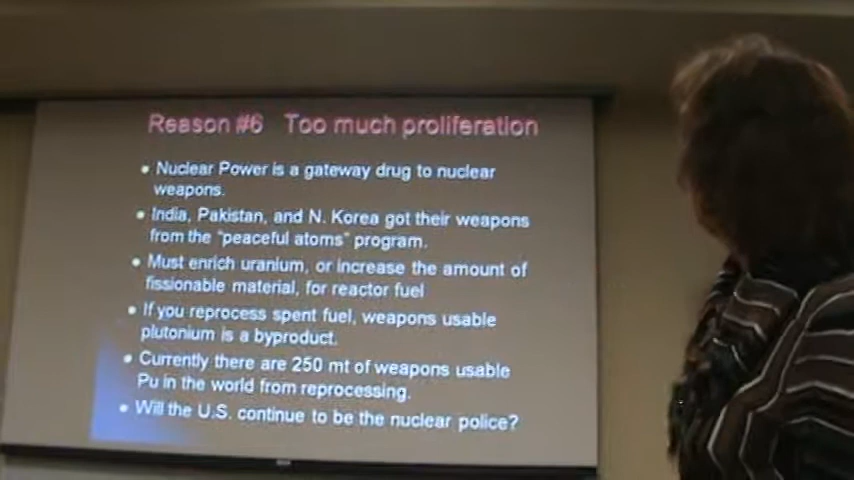 Reason #6 Too much proliferation
• Nuclear Power is a gateway drug to nuclear
weapons.
• India, Pakistan, and N. Korea got their weapons
from the "peaceful atoms" program.
• Must enrich uranium, or increase the amount of
fissionable material, for reactor fuel
• If you reprocess spent fuel, weapons usable
plutonium is a byproduct.
• Currently there are 250 mt of weapons usable
Pu in the world from reprocessing.
• Will the U.S. continue to be the nuclear police?